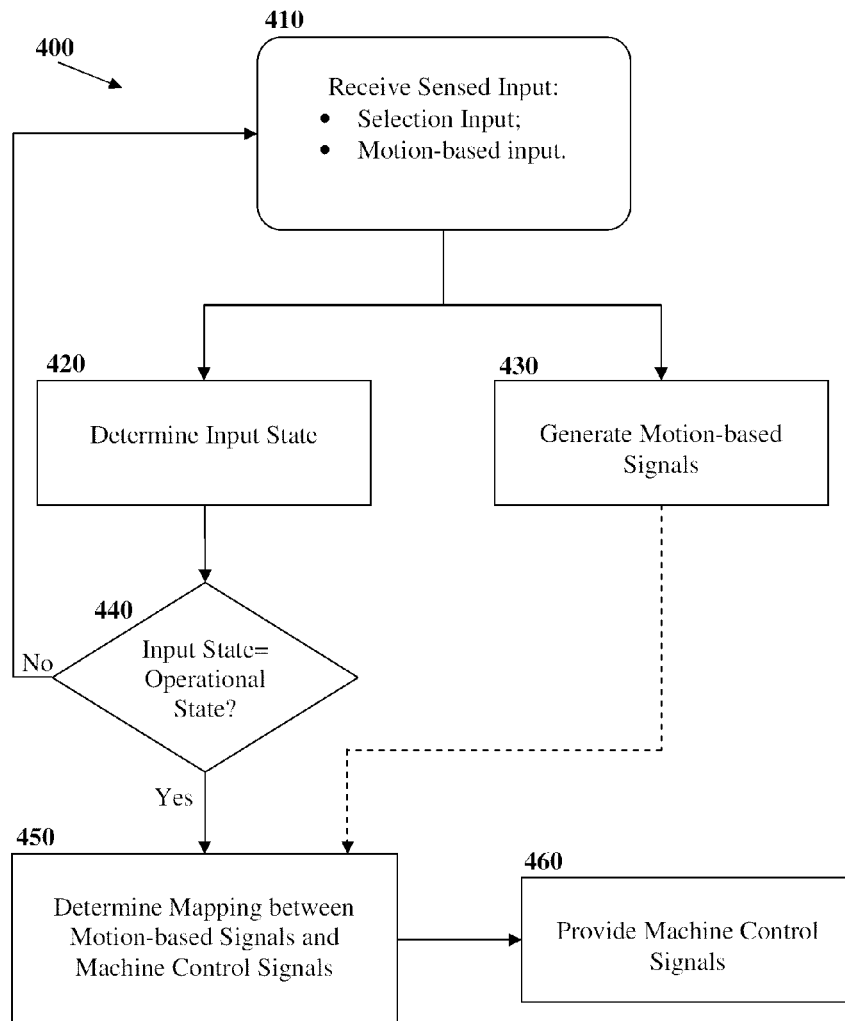 410
400
Receive Sensed Input:
• Selection Input;
• Motion-based input.
420
Determine Input State
430
Generate Motion-based
Signals
440
Input State=
Operational
State?
No
Yes
450
Determine Mapping between
Motion-based Signals and
Machine Control Signals
460
Provide Machine Control
Signals